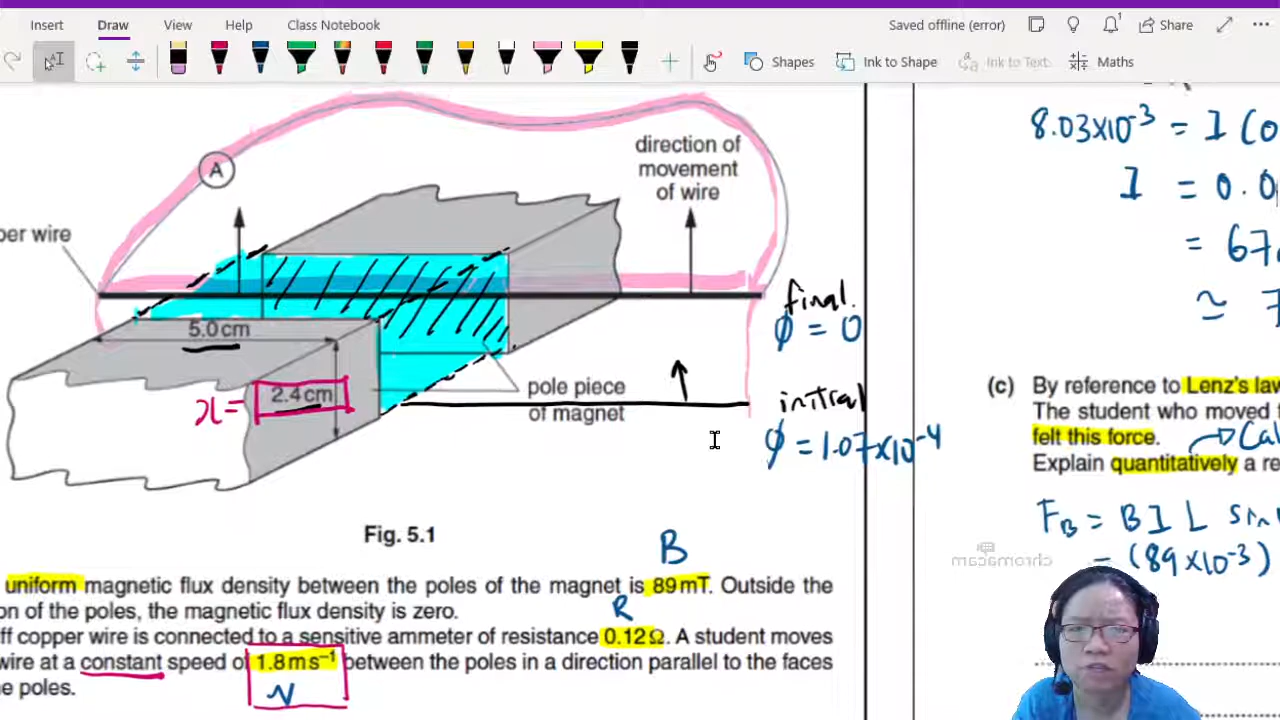 Insert Draw View Help Class Notebook Saved offline (error) Share
Shapes Ink to Shape Ink to Text Maths
A
direction of
movement
of wire
per wire
5.0 cm
x = 2.4 cm
pole piece
of magnet
final.
φ = 0
initial
φ = 1.07×10⁻⁴
Fig. 5.1
B
uniform magnetic flux density between the poles of the magnet is 89 mT. Outside the
on of the poles, the magnetic flux density is zero.
R
ff copper wire is connected to a sensitive ammeter of resistance 0.12 Ω. A student moves
wire at a constant speed of 1.8 m s⁻¹ between the poles in a direction parallel to the faces
he poles.
v
8.03×10⁻³ = I (0
I = 0.0
= 67
≃ 7
(c) By reference to Lenz's law
The student who moved
felt this force.
Explain quantitatively a re
F_B = B I L sin
= (89×10⁻³)
chromacam